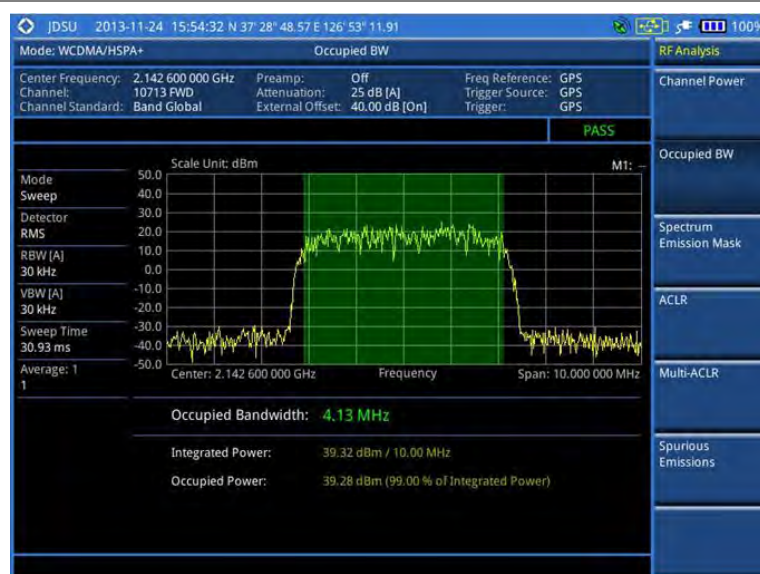 JDSU 2013-11-24 15:54:32 N 37' 28" 48.57 E 126' 53" 11.91 100%
Mode: WCDMA/HSPA+ Occupied BW RF Analysis
Center Frequency: 2.142 600 000 GHz Preamp: Off Freq Reference: GPS
Channel: 10713 FWD Attenuation: 25 dB [A] Trigger Source: GPS
Channel Standard: Band Global External Offset: 40.00 dB [On] Trigger: GPS
Channel Power
PASS
Scale Unit: dBm M1: --
Occupied BW
Mode
Sweep
Detector
RMS
RBW [A]
30 kHz
VBW [A]
30 kHz
Sweep Time
30.93 ms
Average: 1
1
50.0
40.0
30.0
20.0
10.0
0.0
-10.0
-20.0
-30.0
-40.0
-50.0
Center: 2.142 600 000 GHz Frequency Span: 10.000 000 MHz
Spectrum
Emission Mask
ACLR
Multi-ACLR
Occupied Bandwidth: 4.13 MHz
Integrated Power: 39.32 dBm / 10.00 MHz
Occupied Power: 39.28 dBm (99.00 % of Integrated Power)
Spurious
Emissions